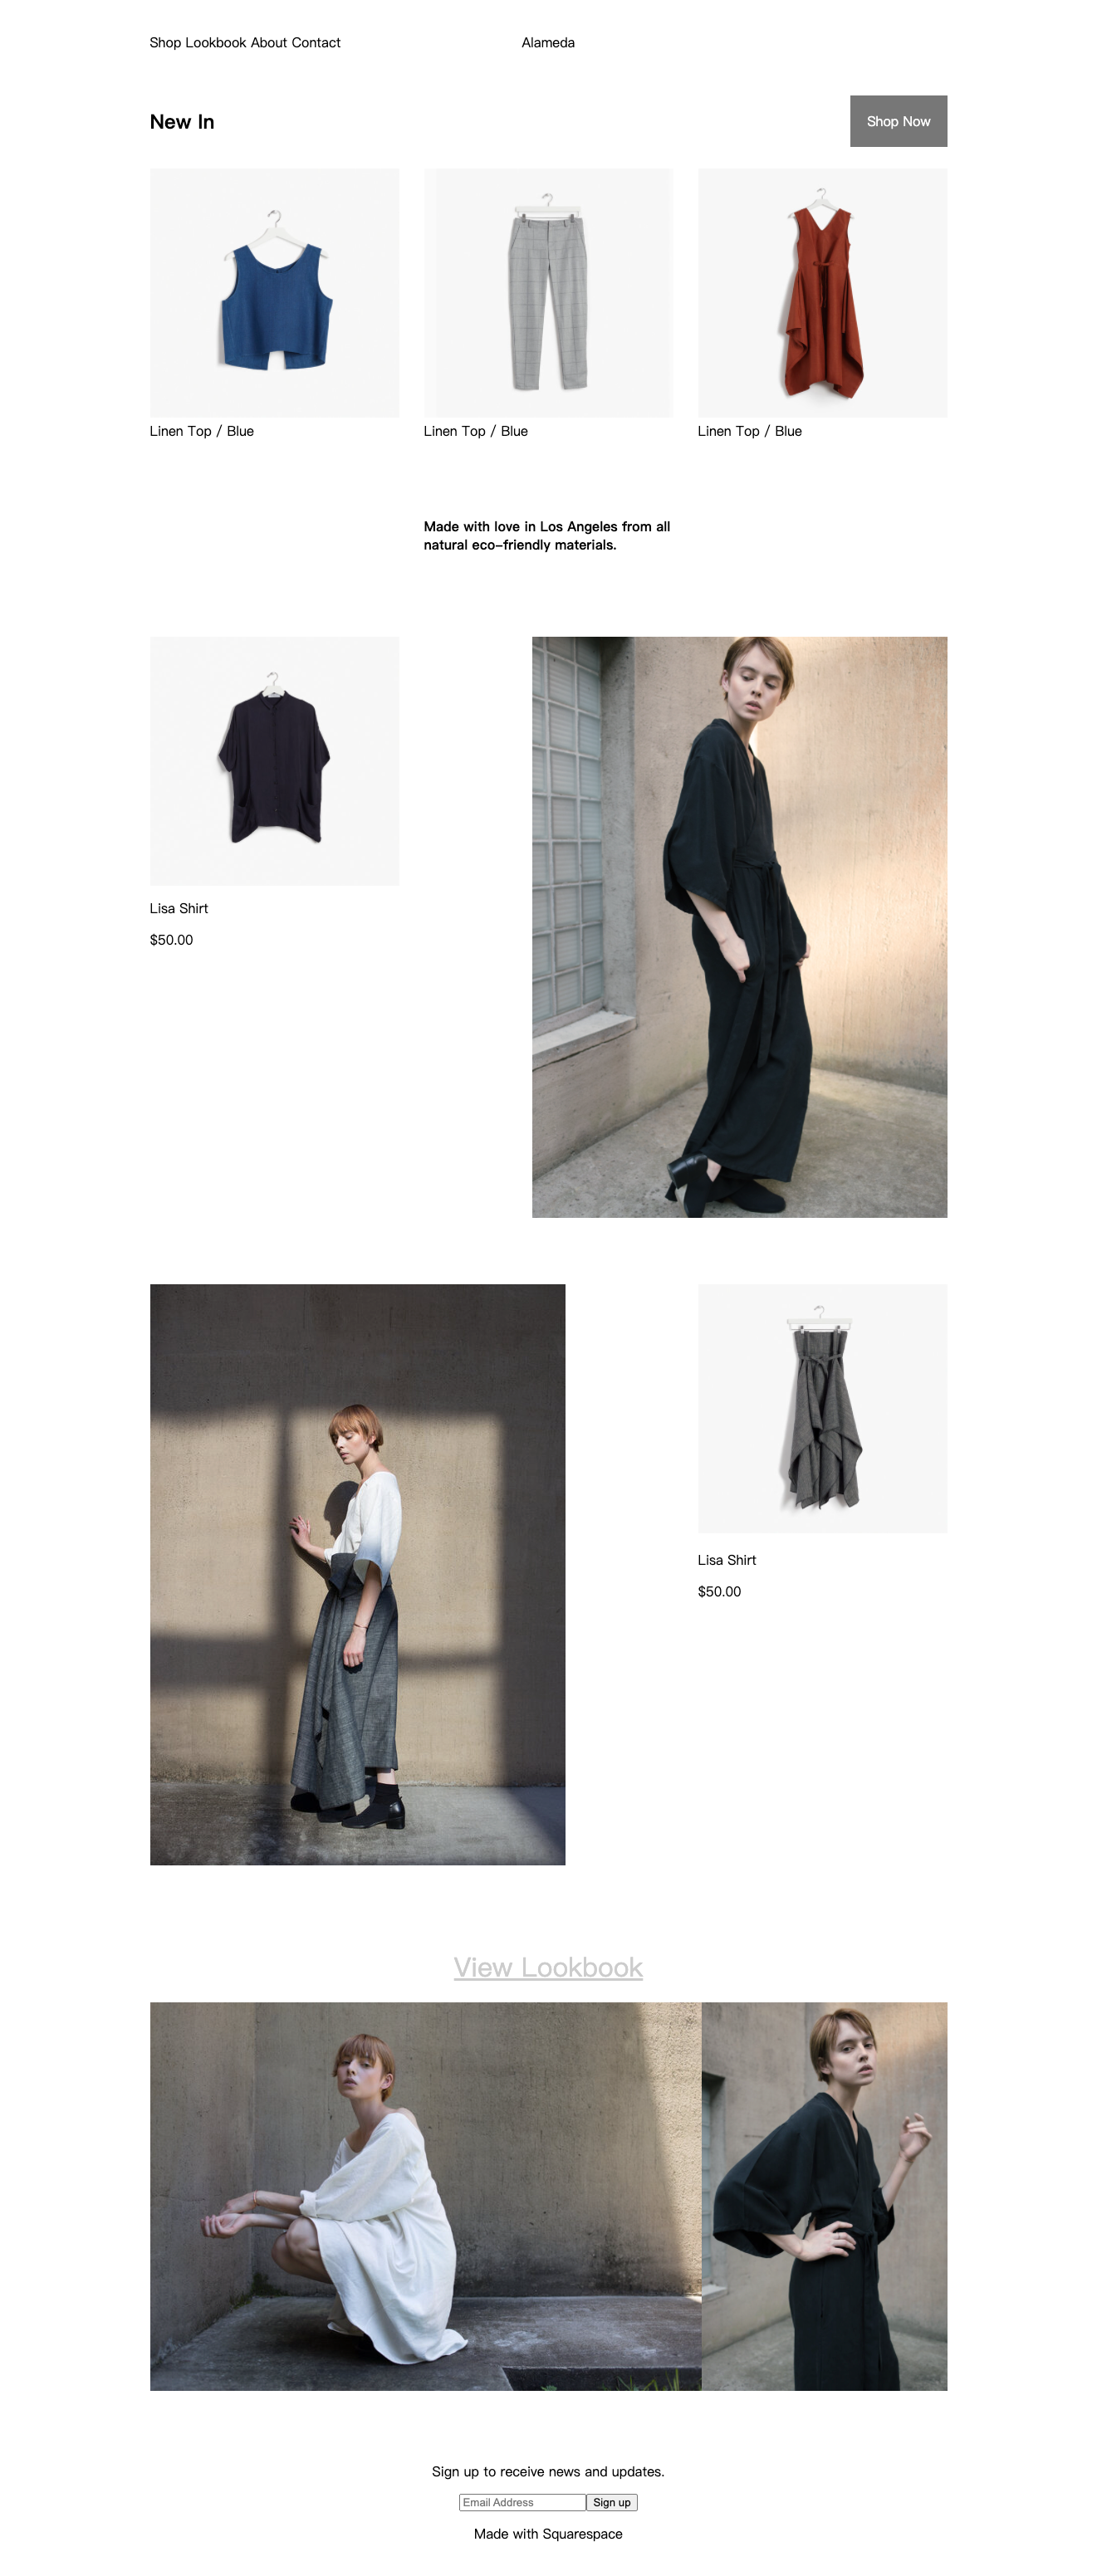 Shop Lookbook About Contact
Alameda
New In
Shop Now
Linen Top / Blue
Linen Top / Blue
Linen Top / Blue
Made with love in Los Angeles from all
natural eco-friendly materials.
Lisa Shirt
$50.00
Lisa Shirt
$50.00
View Lookbook
Sign up to receive news and updates.
Email Address
Sign up
Made with Squarespace